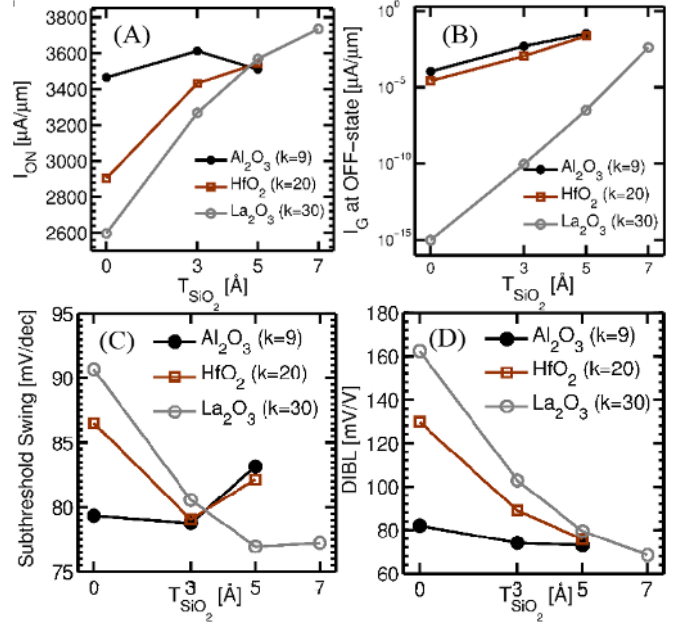 3800
3600
3400
3200
3000
2800
2600
I_ON [µA/µm]
(A)
Al₂O₃ (k=9)
HfO₂ (k=20)
La₂O₃ (k=30)
0 3 5 7
T_SiO₂ [Å]
10⁰
10⁻⁵
10⁻¹⁰
10⁻¹⁵
I_G at OFF-state [µA/µm]
(B)
Al₂O₃ (k=9)
HfO₂ (k=20)
La₂O₃ (k=30)
0 3 5 7
T_SiO₂ [Å]
95
90
85
80
75
Subthreshold Swing [mV/dec]
(C)
Al₂O₃ (k=9)
HfO₂ (k=20)
La₂O₃ (k=30)
0 3 5 7
T_SiO₂ [Å]
180
160
140
120
100
80
60
DIBL [mV/V]
(D)
Al₂O₃ (k=9)
HfO₂ (k=20)
La₂O₃ (k=30)
0 3 5 7
T_SiO₂ [Å]